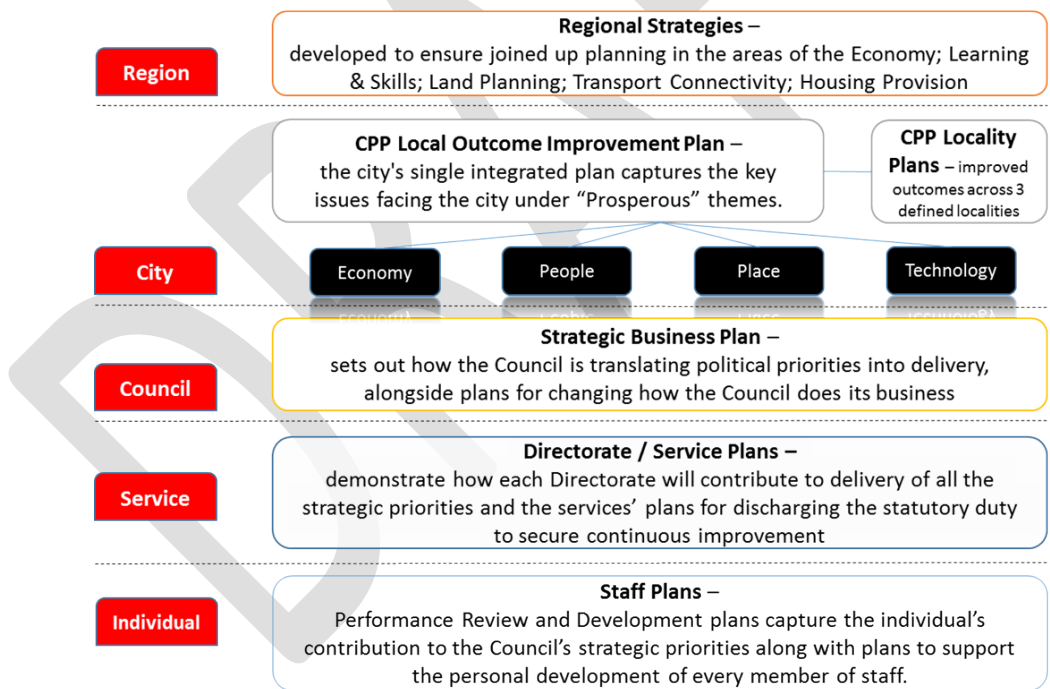 Region
Regional Strategies –
developed to ensure joined up planning in the areas of the Economy; Learning
& Skills; Land Planning; Transport Connectivity; Housing Provision
CPP Local Outcome Improvement Plan –
the city's single integrated plan captures the key
issues facing the city under “Prosperous” themes.
CPP Locality
Plans – improved
outcomes across 3
defined localities
City
Economy
People
Place
Technology
Council
Strategic Business Plan –
sets out how the Council is translating political priorities into delivery,
alongside plans for changing how the Council does its business
Service
Directorate / Service Plans –
demonstrate how each Directorate will contribute to delivery of all the
strategic priorities and the services’ plans for discharging the statutory duty
to secure continuous improvement
Individual
Staff Plans –
Performance Review and Development plans capture the individual’s
contribution to the Council’s strategic priorities along with plans to support
the personal development of every member of staff.